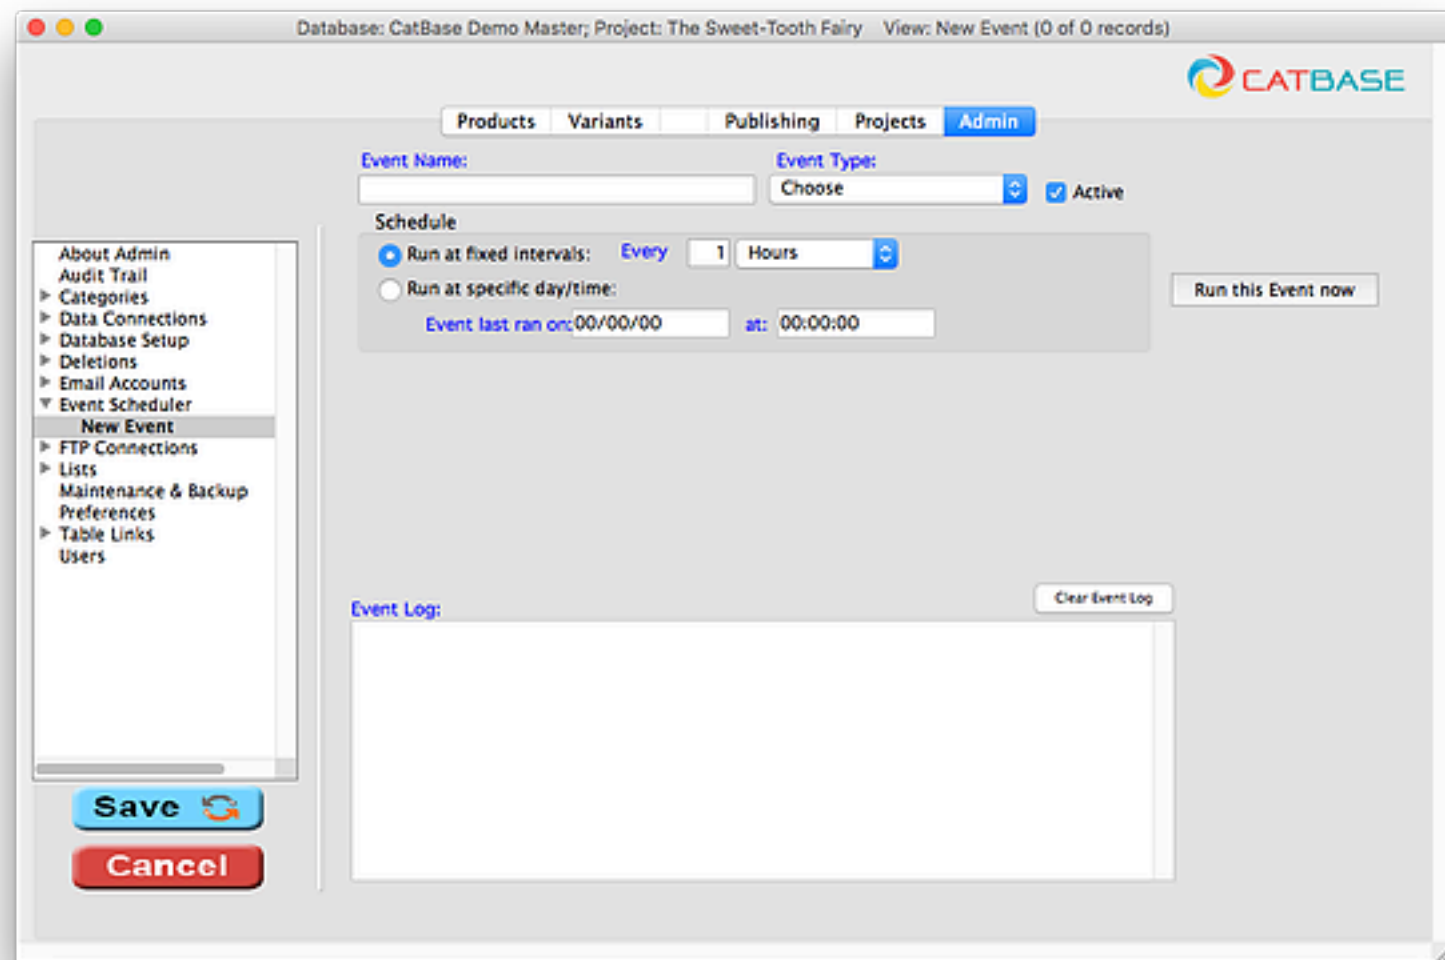 Database: CatBase Demo Master; Project: The Sweet-Tooth Fairy View: New Event (0 of 0 records)
CATBASE
Products Variants Publishing Projects Admin
Event Name: Event Type:
Choose Active
Schedule
Run at fixed intervals: Every 1 Hours
Run at specific day/time:
Event last ran on: 00/00/00 at: 00:00:00
Run this Event now
About Admin
Audit Trail
Categories
Data Connections
Database Setup
Deletions
Email Accounts
Event Scheduler
New Event
FTP Connections
Lists
Maintenance & Backup
Preferences
Table Links
Users
Clear Event Log
Event Log:
Save
Cancel